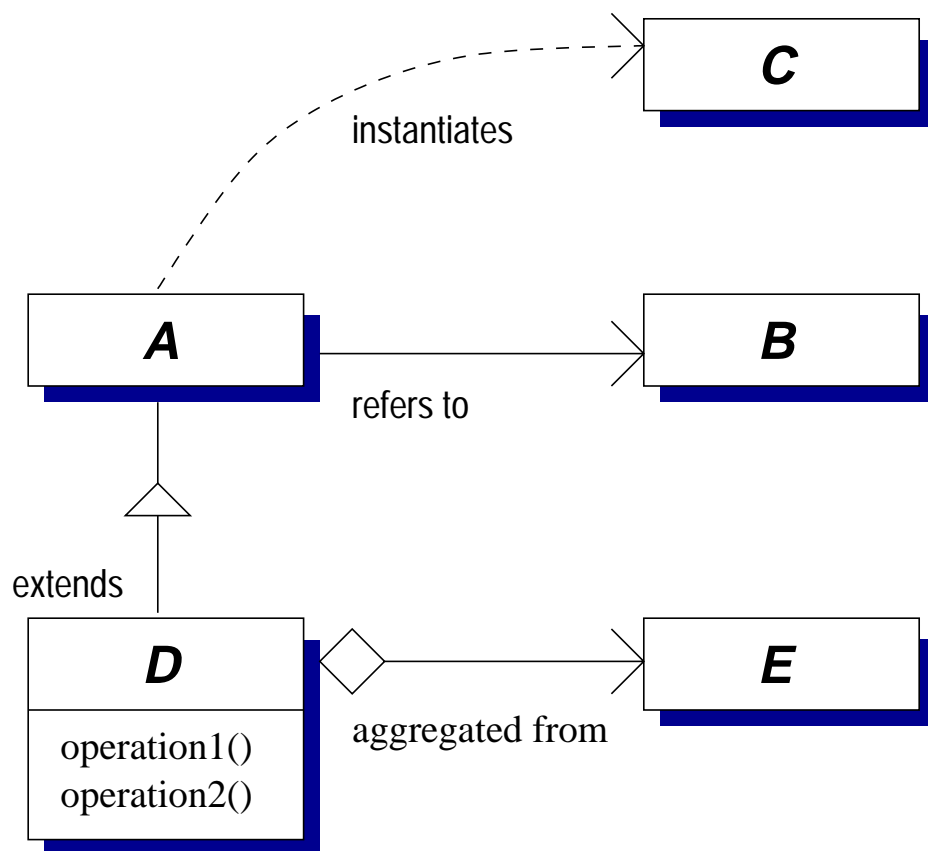 C
instantiates
A
B
refers to
extends
D
E
aggregated from
operation1()
operation2()